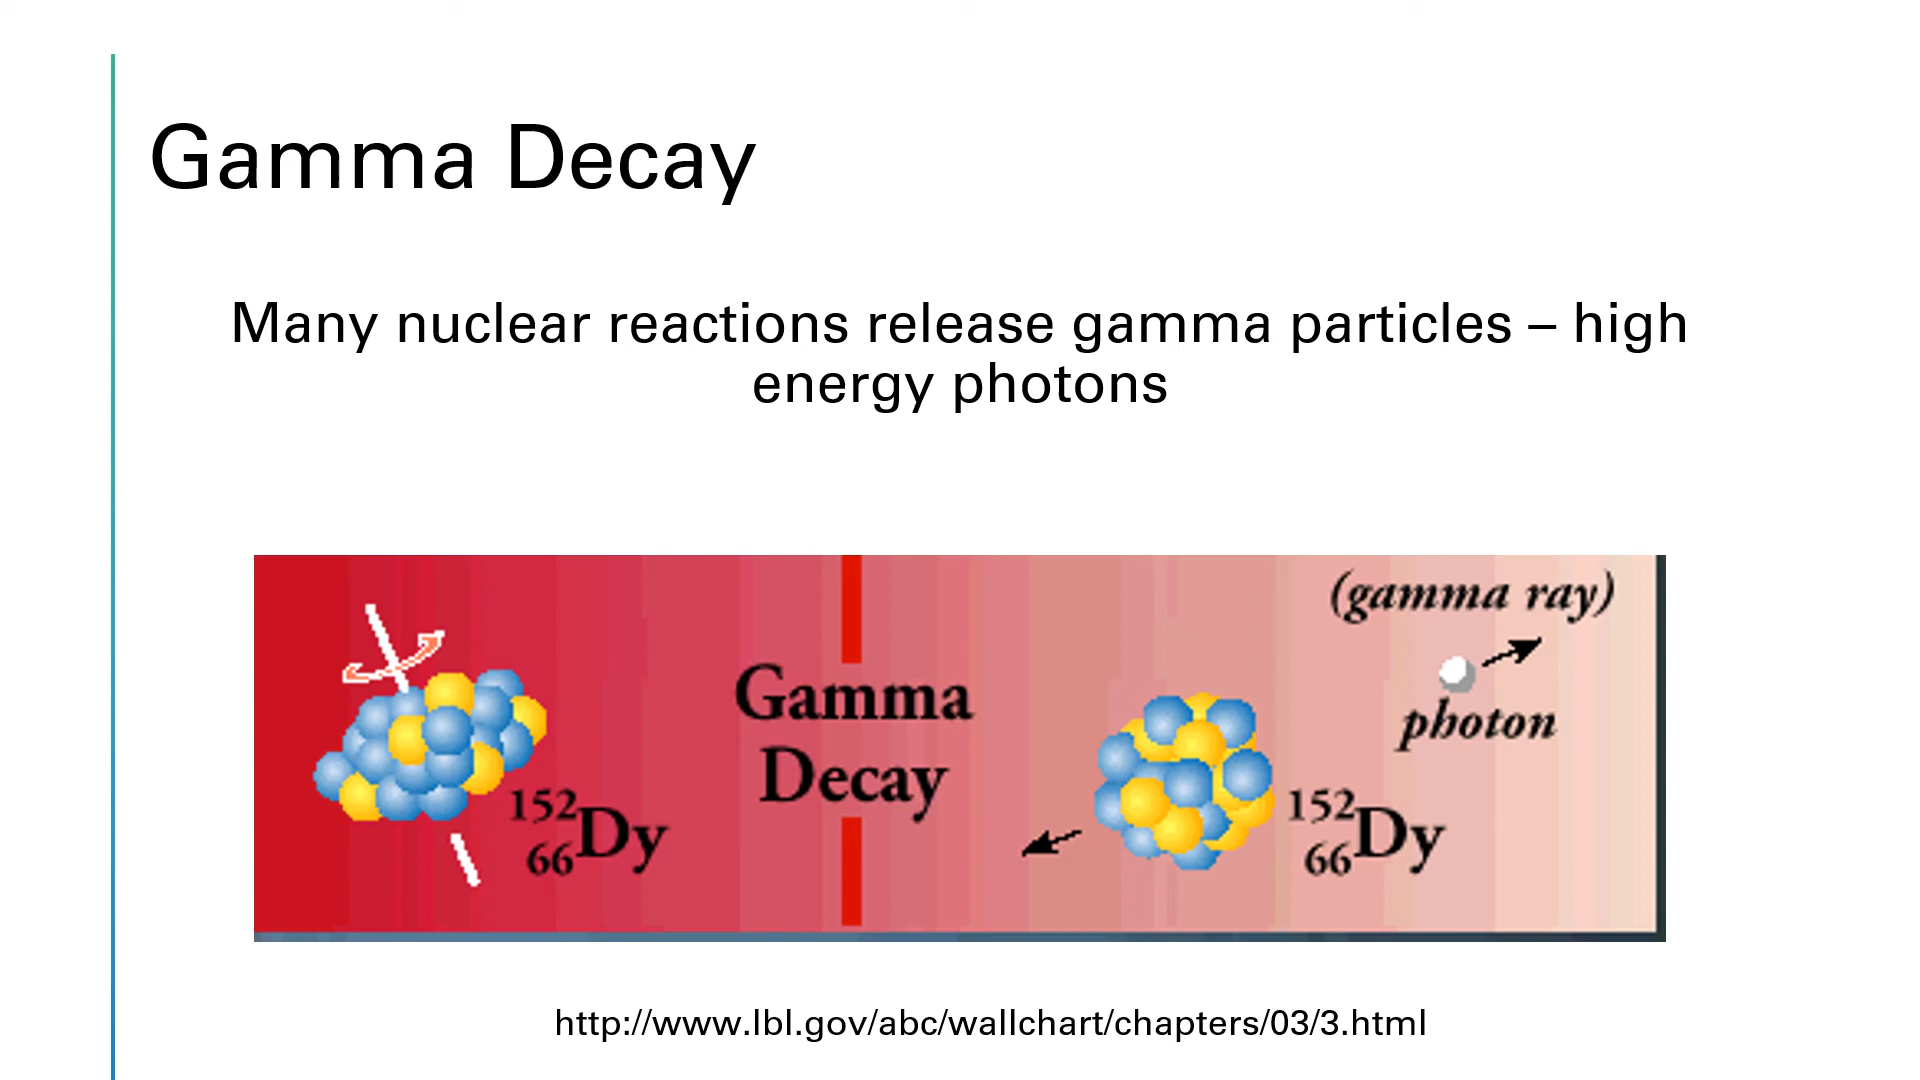 Gamma Decay
Many nuclear reactions release gamma particles – high
energy photons
(gamma ray)
photon
Gamma
Decay
152
66Dy
152
66Dy
http://www.lbl.gov/abc/wallchart/chapters/03/3.html